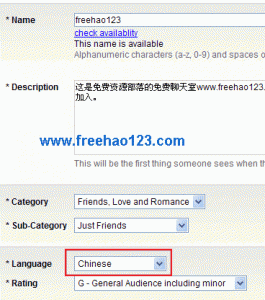 * Name
freehao123
check availability
This name is available
Alphanumeric characters (a-z, 0-9) and spaces o
* Description
这是免费资源部落的免费聊天室www.freehao123.
加入。
www.freehao123.com
This will be the first thing someone sees when th
* Category
Friends, Love and Romance
* Sub-Category
Just Friends
* Language
Chinese
* Rating
G - General Audience including minor